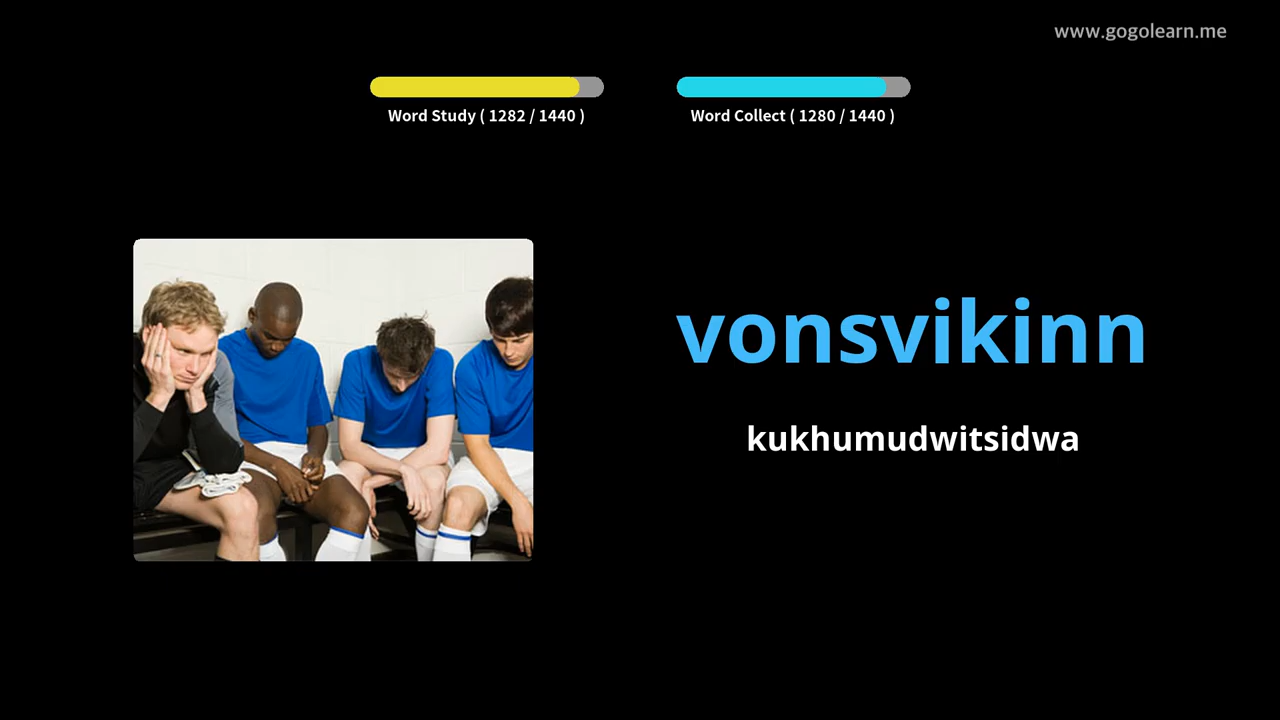 www.gogolearn.me
Word Study ( 1282 / 1440 )
Word Collect ( 1280 / 1440 )
vonsvikinn
kukhumudwitsidwa